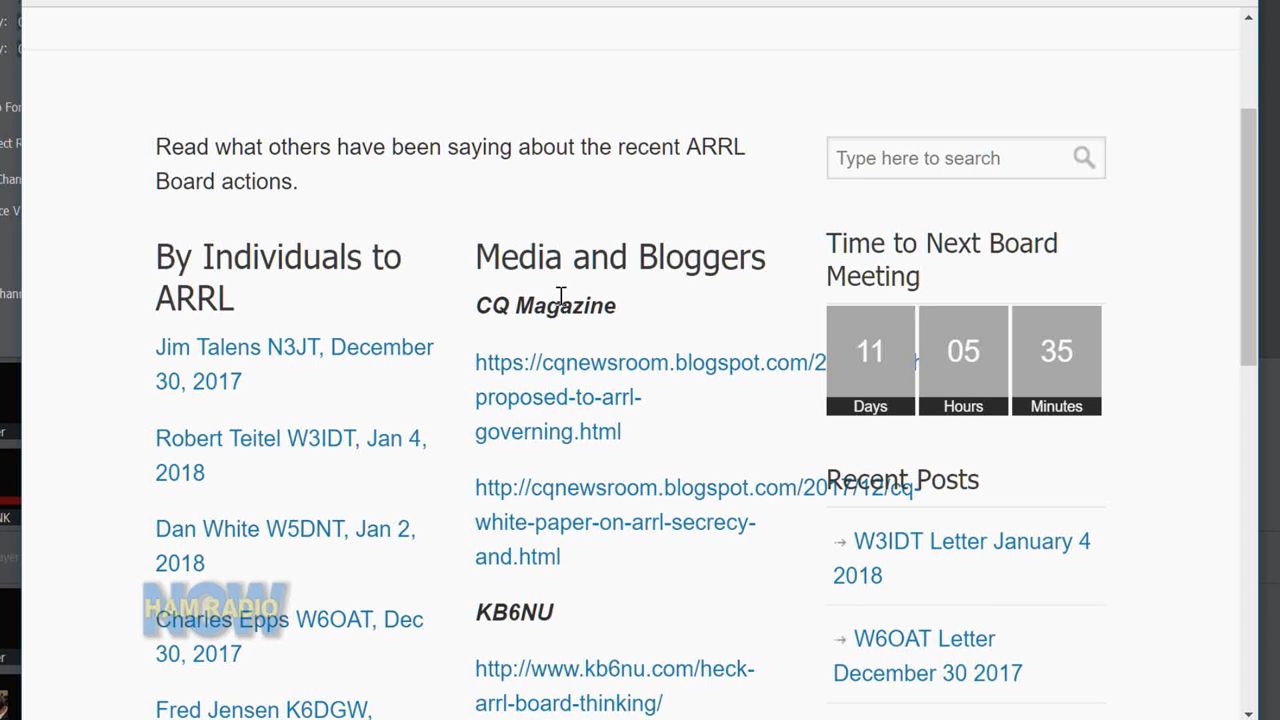 Read what others have been saying about the recent ARRL
Board actions.
By Individuals to
ARRL
Jim Talens N3JT, December
30, 2017
Robert Teitel W3IDT, Jan 4,
2018
Dan White W5DNT, Jan 2,
2018
Charles Epps W6OAT, Dec
30, 2017
Fred Jensen K6DGW,
HAM RADIO
NOW
Media and Bloggers
CQ Magazine
https://cqnewsroom.blogspot.com/2
proposed-to-arrl-
governing.html
http://cqnewsroom.blogspot.com/2017/12/cq-
white-paper-on-arrl-secrecy-
and.html
KB6NU
http://www.kb6nu.com/heck-
arrl-board-thinking/
Type here to search
Time to Next Board
Meeting
11 05 35
Days Hours Minutes
Recent Posts
→ W3IDT Letter January 4
2018
→ W6OAT Letter
December 30 2017